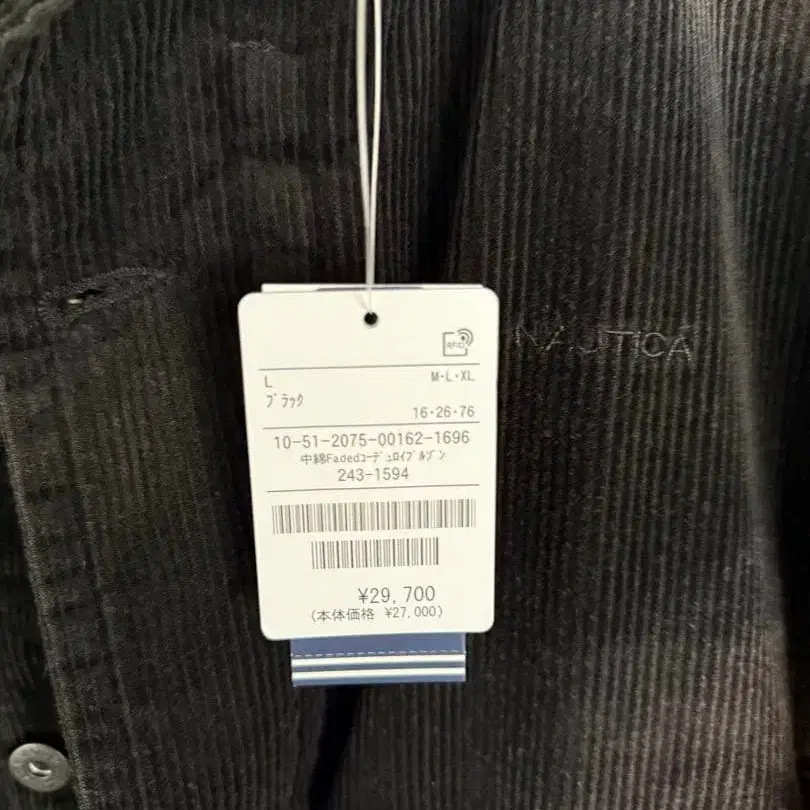 RFID
L M・L・XL
ﾌﾞﾗｯｸ
16・26・76
10-51-2075-00162-1696
中綿Fadedｺｰﾃﾞｭﾛｲﾌﾞﾙｿﾞﾝ
243-1594
¥29,700
(本体価格 ¥27,000)
NAUTICA